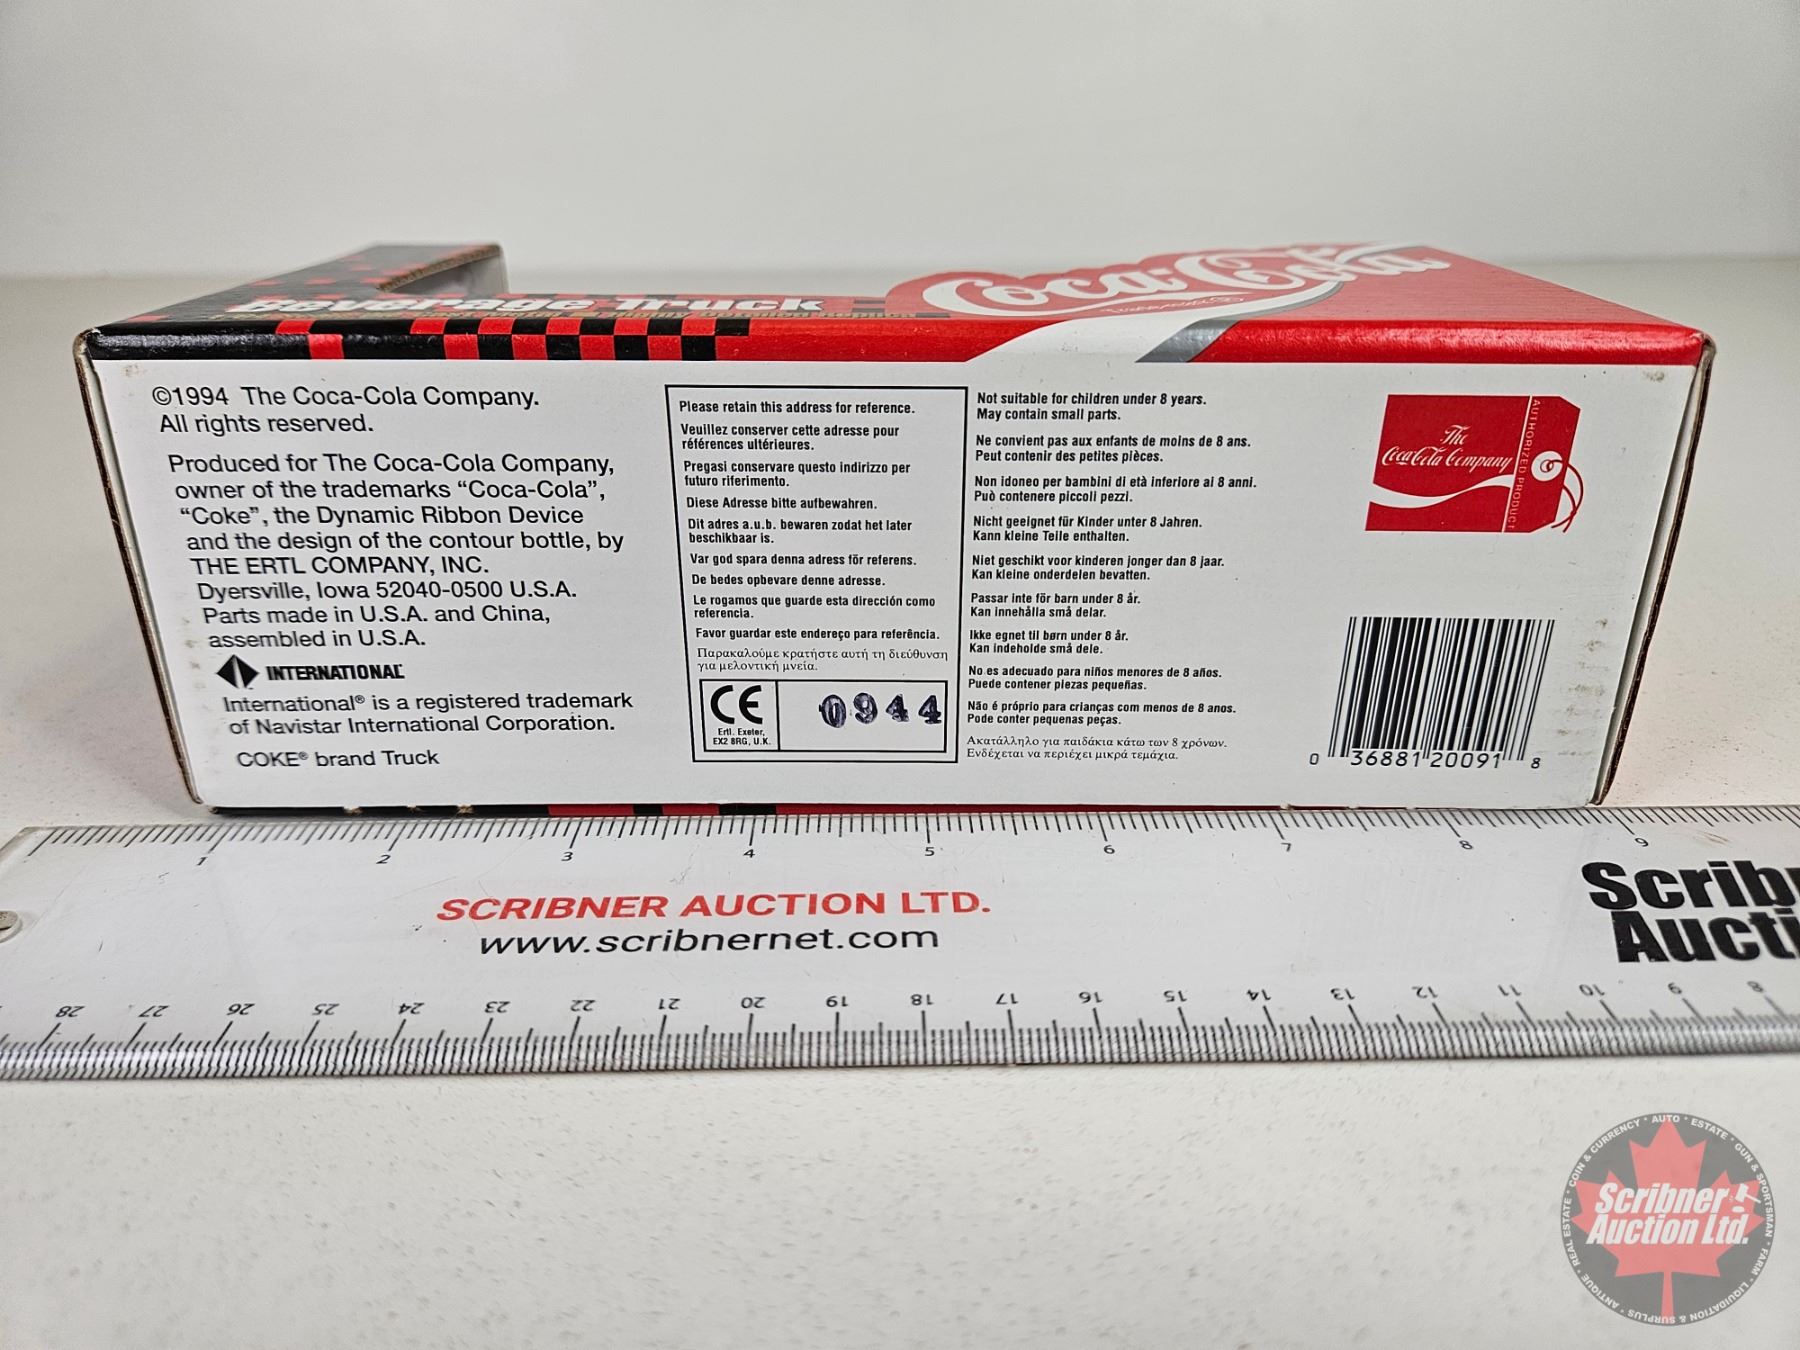 Beverage Truck
Coca-Cola
©1994 The Coca-Cola Company.
All rights reserved.
Produced for The Coca-Cola Company,
owner of the trademarks “Coca-Cola”,
“Coke”, the Dynamic Ribbon Device
and the design of the contour bottle, by
THE ERTL COMPANY, INC.
Dyersville, Iowa 52040-0500 U.S.A.
Parts made in U.S.A. and China,
assembled in U.S.A.
INTERNATIONAL
International® is a registered trademark
of Navistar International Corporation.
COKE® brand Truck
Please retain this address for reference.
Veuillez conserver cette adresse pour
références ultérieures.
Pregasi conservare questo indirizzo per
futuro riferimento.
Diese Adresse bitte aufbewahren.
Dit adres a.u.b. bewaren zodat het later
beschikbaar is.
Var god spara denna adress för referens.
De bedes opbevare denne adresse.
Le rogamos que guarde esta dirección como
referencia.
Favor guardar este endereço para referência.
Παρακαλούμε κρατήστε αυτή τη διεύθυνση
για μελοντική μνεία.
CE
Ertl. Exeter,
EX2 8RG, U.K.
0944
Not suitable for children under 8 years.
May contain small parts.
Ne convient pas aux enfants de moins de 8 ans.
Peut contenir des petites pièces.
Non idoneo per bambini di età inferiore ai 8 anni.
Può contenere piccoli pezzi.
Nicht geeignet für Kinder unter 8 Jahren.
Kann kleine Teile enthalten.
Niet geschikt voor kinderen jonger dan 8 jaar.
Kan kleine onderdelen bevatten.
Passar inte för barn under 8 år.
Kan innehålla små delar.
Ikke egnet til børn under 8 år.
Kan indeholde små dele.
No es adecuado para niños menores de 8 años.
Puede contener piezas pequeñas.
Não é próprio para crianças com menos de 8 anos.
Pode conter pequenas peças.
Ακατάλληλο για παιδάκια κάτω των 8 χρόνων.
Ενδέχεται να περιέχει μικρά τεμάχια.
The
Coca-Cola Company
AUTHORIZED PRODUCT
0 36881 20091 8
1 2 3 4 5 6 7 8 9
SCRIBNER AUCTION LTD.
www.scribnernet.com
Scrib
Aucti
28 27 26 25 24 23 22 21 20 19 18 17 16 15 14 13 12 11 10 9 8
COIN & CURRENCY · AUTO · ESTATE · GUN & SPORTSMAN · FARM · LIQUIDATION & SURPLUS · ANTIQUE · REAL ESTATE ·
Scribner
Auction Ltd.